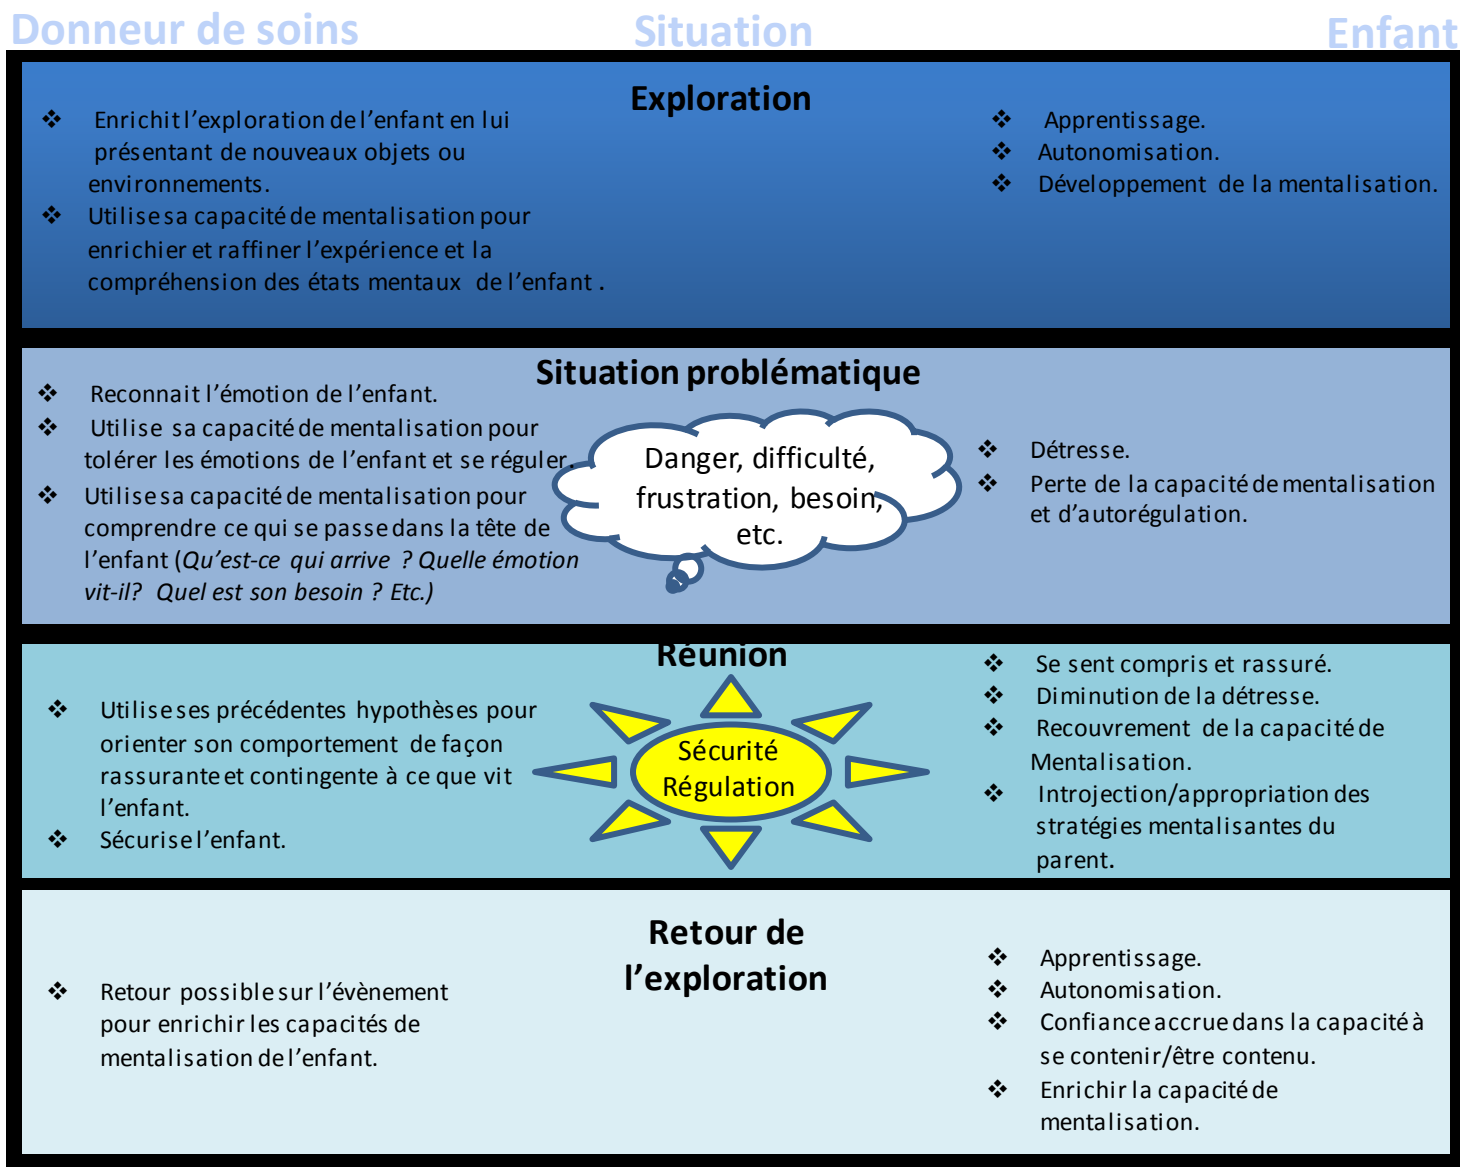 Donneur de soins
Situation
Enfant
Exploration
❖ Enrichit l’exploration de l’enfant en lui
présentant de nouveaux objets ou
environnements.
❖ Utilise sa capacité de mentalisation pour
enrichier et raffiner l’expérience et la
compréhension des états mentaux de l’enfant .
❖ Apprentissage.
❖ Autonomisation.
❖ Développement de la mentalisation.
Situation problématique
❖ Reconnait l’émotion de l’enfant.
❖ Utilise sa capacité de mentalisation pour
tolérer les émotions de l’enfant et se réguler.
❖ Utilise sa capacité de mentalisation pour
comprendre ce qui se passe dans la tête de
l’enfant (Qu’est-ce qui arrive ? Quelle émotion
vit-il? Quel est son besoin ? Etc.)
Danger, difficulté,
frustration, besoin,
etc.
❖ Détresse.
❖ Perte de la capacité de mentalisation
et d’autorégulation.
Réunion
❖ Utilise ses précédentes hypothèses pour
orienter son comportement de façon
rassurante et contingente à ce que vit
l’enfant.
❖ Sécurise l’enfant.
Sécurité
Régulation
❖ Se sent compris et rassuré.
❖ Diminution de la détresse.
❖ Recouvrement de la capacité de
Mentalisation.
❖ Introjection/appropriation des
stratégies mentalisantes du
parent.
Retour de
l’exploration
❖ Retour possible sur l’évènement
pour enrichir les capacités de
mentalisation de l’enfant.
❖ Apprentissage.
❖ Autonomisation.
❖ Confiance accrue dans la capacité à
se contenir/être contenu.
❖ Enrichir la capacité de
mentalisation.